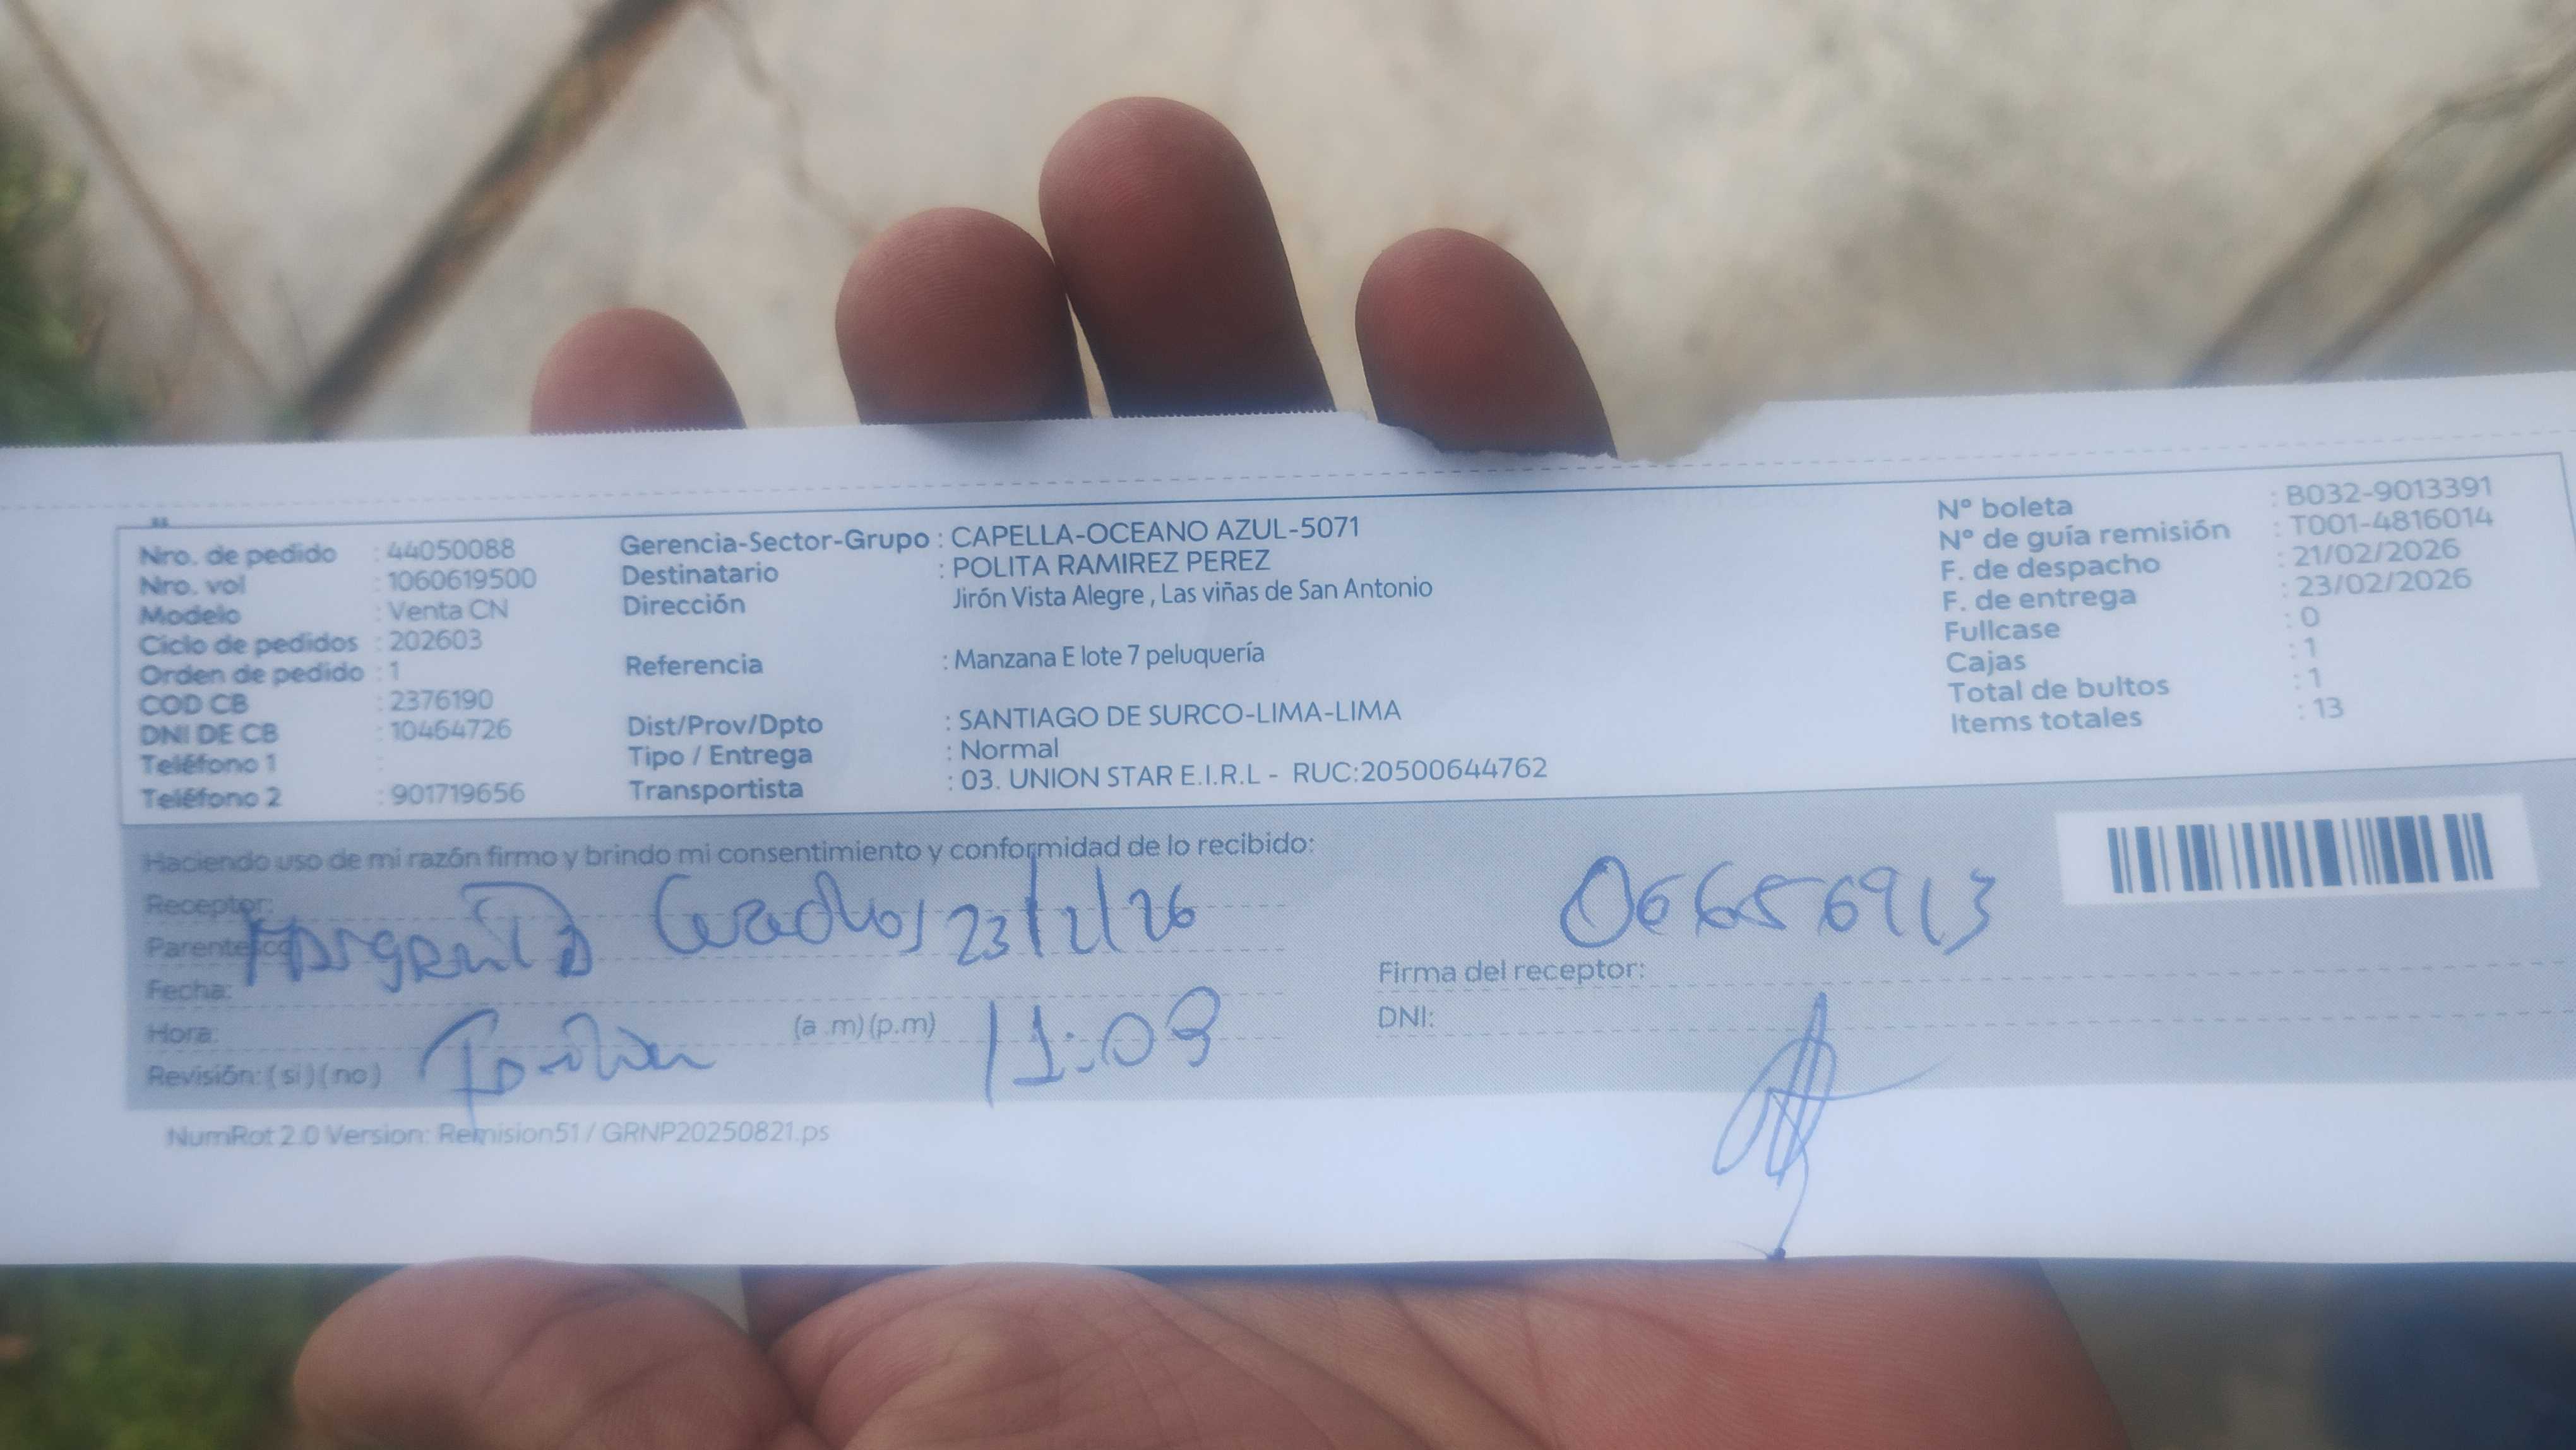 Nro. de pedido : 44050088
Nro. vol : 1060619500
Modelo : Venta CN
Ciclo de pedidos : 202603
Orden de pedido : 1
COD CB : 2376190
DNI DE CB : 10464726
Teléfono 1 :
Teléfono 2 : 901719656
Gerencia-Sector-Grupo : CAPELLA-OCEANO AZUL-5071
Destinatario : POLITA RAMIREZ PEREZ
Dirección Jirón Vista Alegre , Las viñas de San Antonio
Referencia : Manzana E lote 7 peluquería
Dist/Prov/Dpto : SANTIAGO DE SURCO-LIMA-LIMA
Tipo / Entrega : Normal
Transportista : 03. UNION STAR E.I.R.L - RUC:20500644762
N° boleta : B032-9013391
N° de guía remisión : T001-4816014
F. de despacho : 21/02/2026
F. de entrega : 23/02/2026
Fullcase : 0
Cajas : 1
Total de bultos : 1
Items totales : 13
Haciendo uso de mi razón firmo y brindo mi consentimiento y conformidad de lo recibido:
Receptor:
Parentesco
Margarita 23/2/26
Fecha:
Hora: (a .m) (p.m) 11:09
Revisión: ( si ) ( no )
06656913
Firma del receptor:
DNI:
NumRot 2.0 Version: Remision51 / GRNP20250821.ps